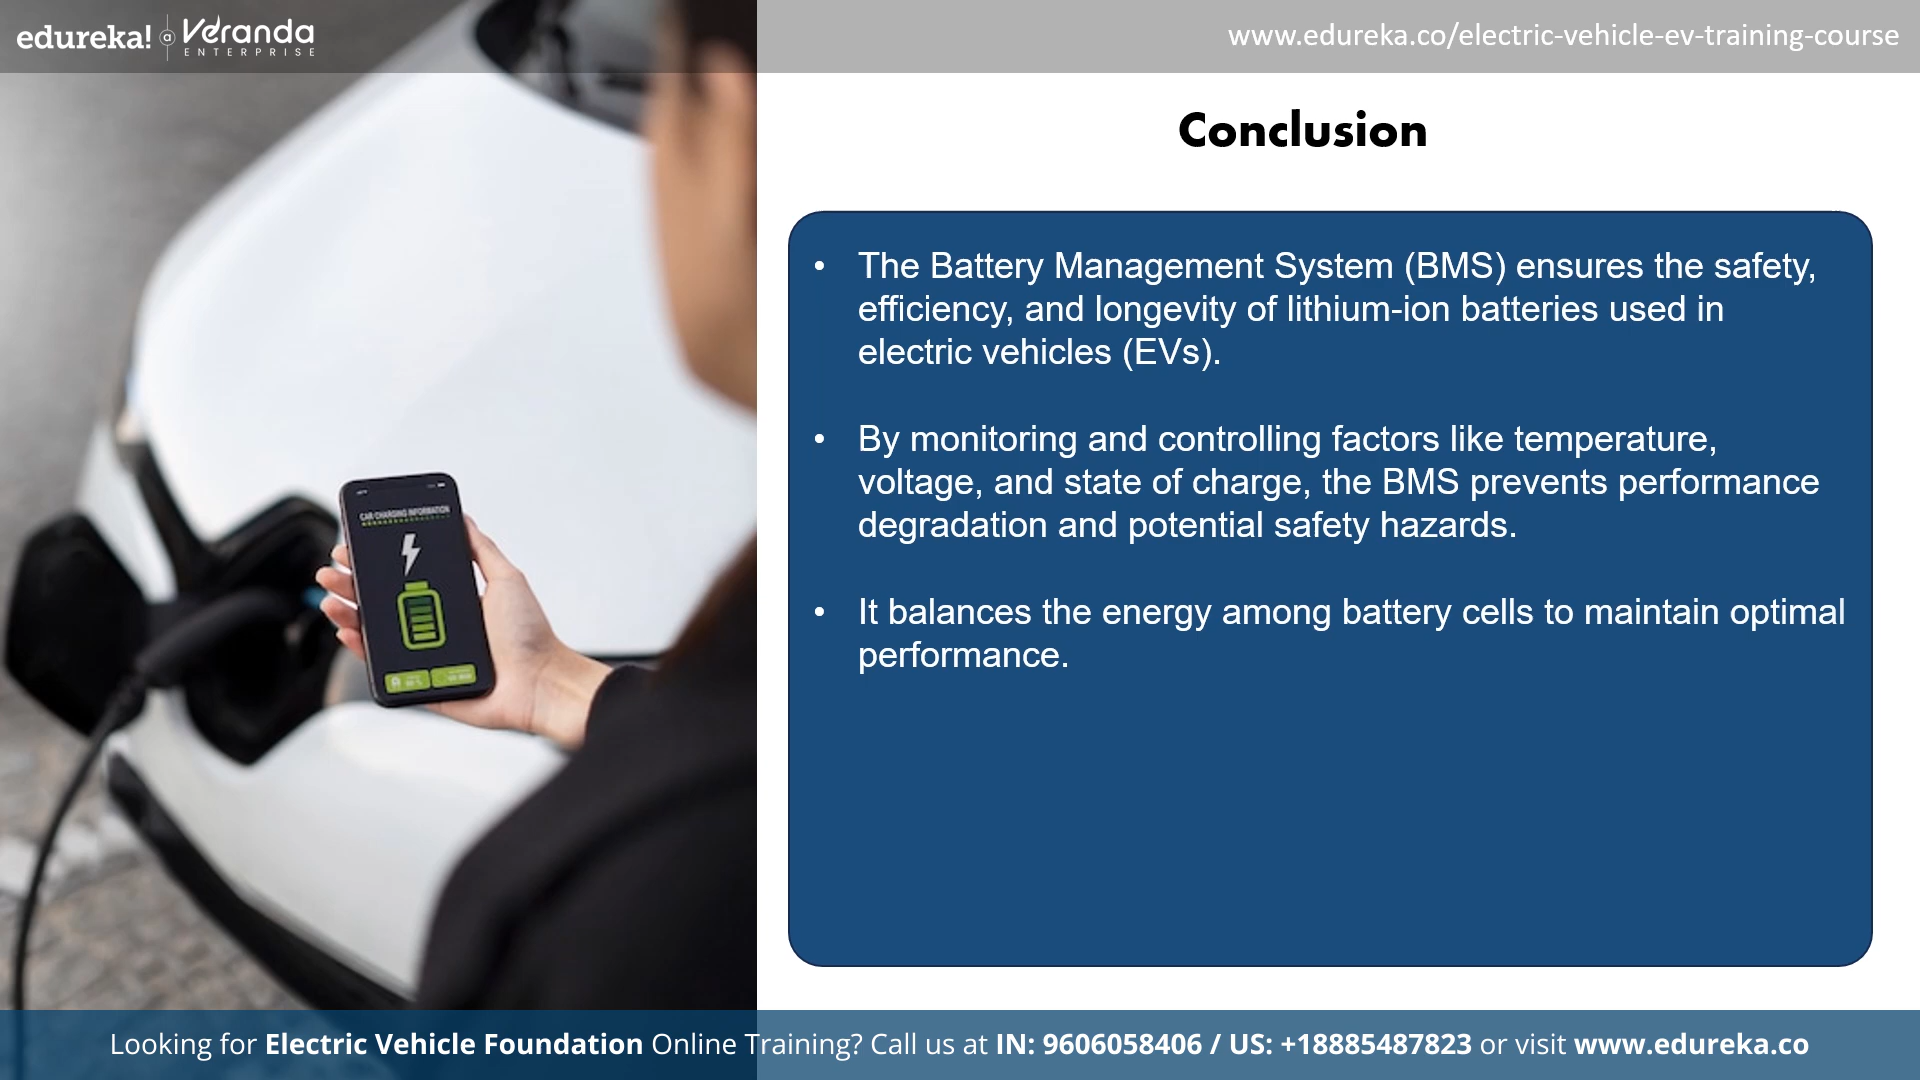 edureka! a Veranda
ENTERPRISE
www.edureka.co/electric-vehicle-ev-training-course
Conclusion
• The Battery Management System (BMS) ensures the safety,
efficiency, and longevity of lithium-ion batteries used in
electric vehicles (EVs).
• By monitoring and controlling factors like temperature,
voltage, and state of charge, the BMS prevents performance
degradation and potential safety hazards.
• It balances the energy among battery cells to maintain optimal
performance.
CAR CHARGING INFORMATION
Looking for Electric Vehicle Foundation Online Training? Call us at IN: 9606058406 / US: +18885487823 or visit www.edureka.co